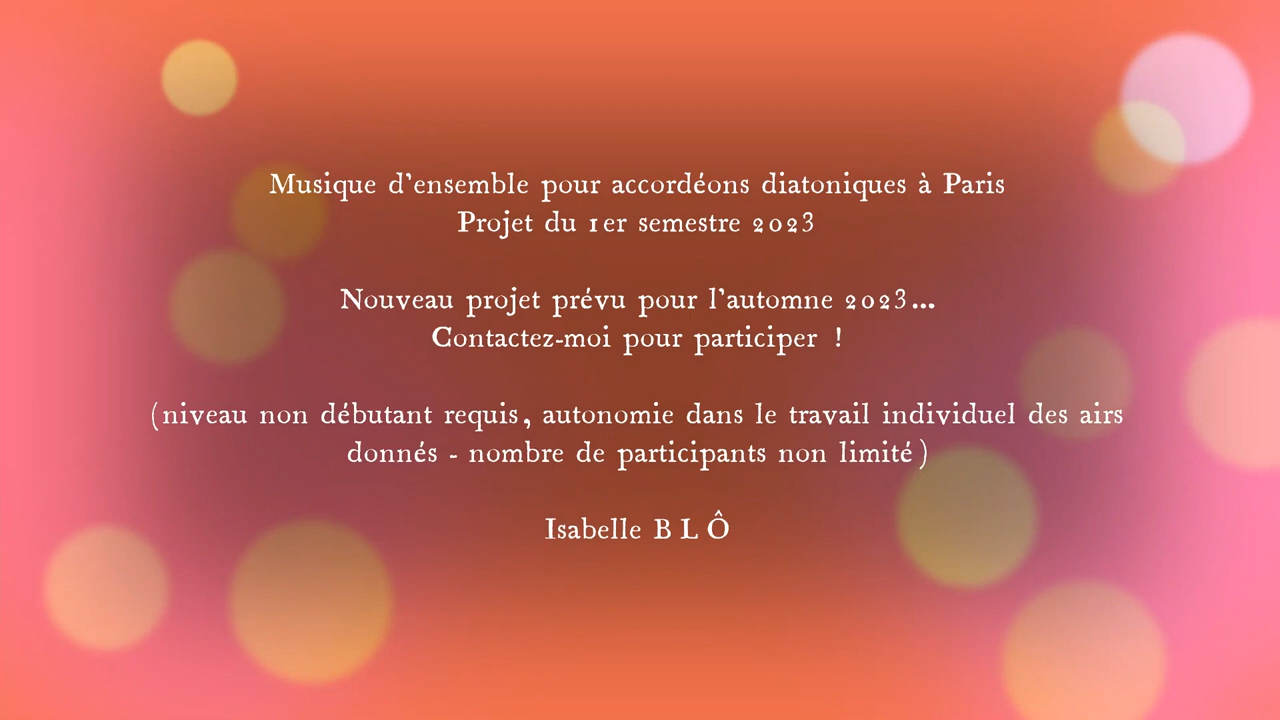 Musique d'ensemble pour accordéons diatoniques à Paris
Projet du 1er semestre 2023
Nouveau projet prévu pour l'automne 2023...
Contactez-moi pour participer !
(niveau non débutant requis, autonomie dans le travail individuel des airs
donnés - nombre de participants non limité)
Isabelle B L Ô